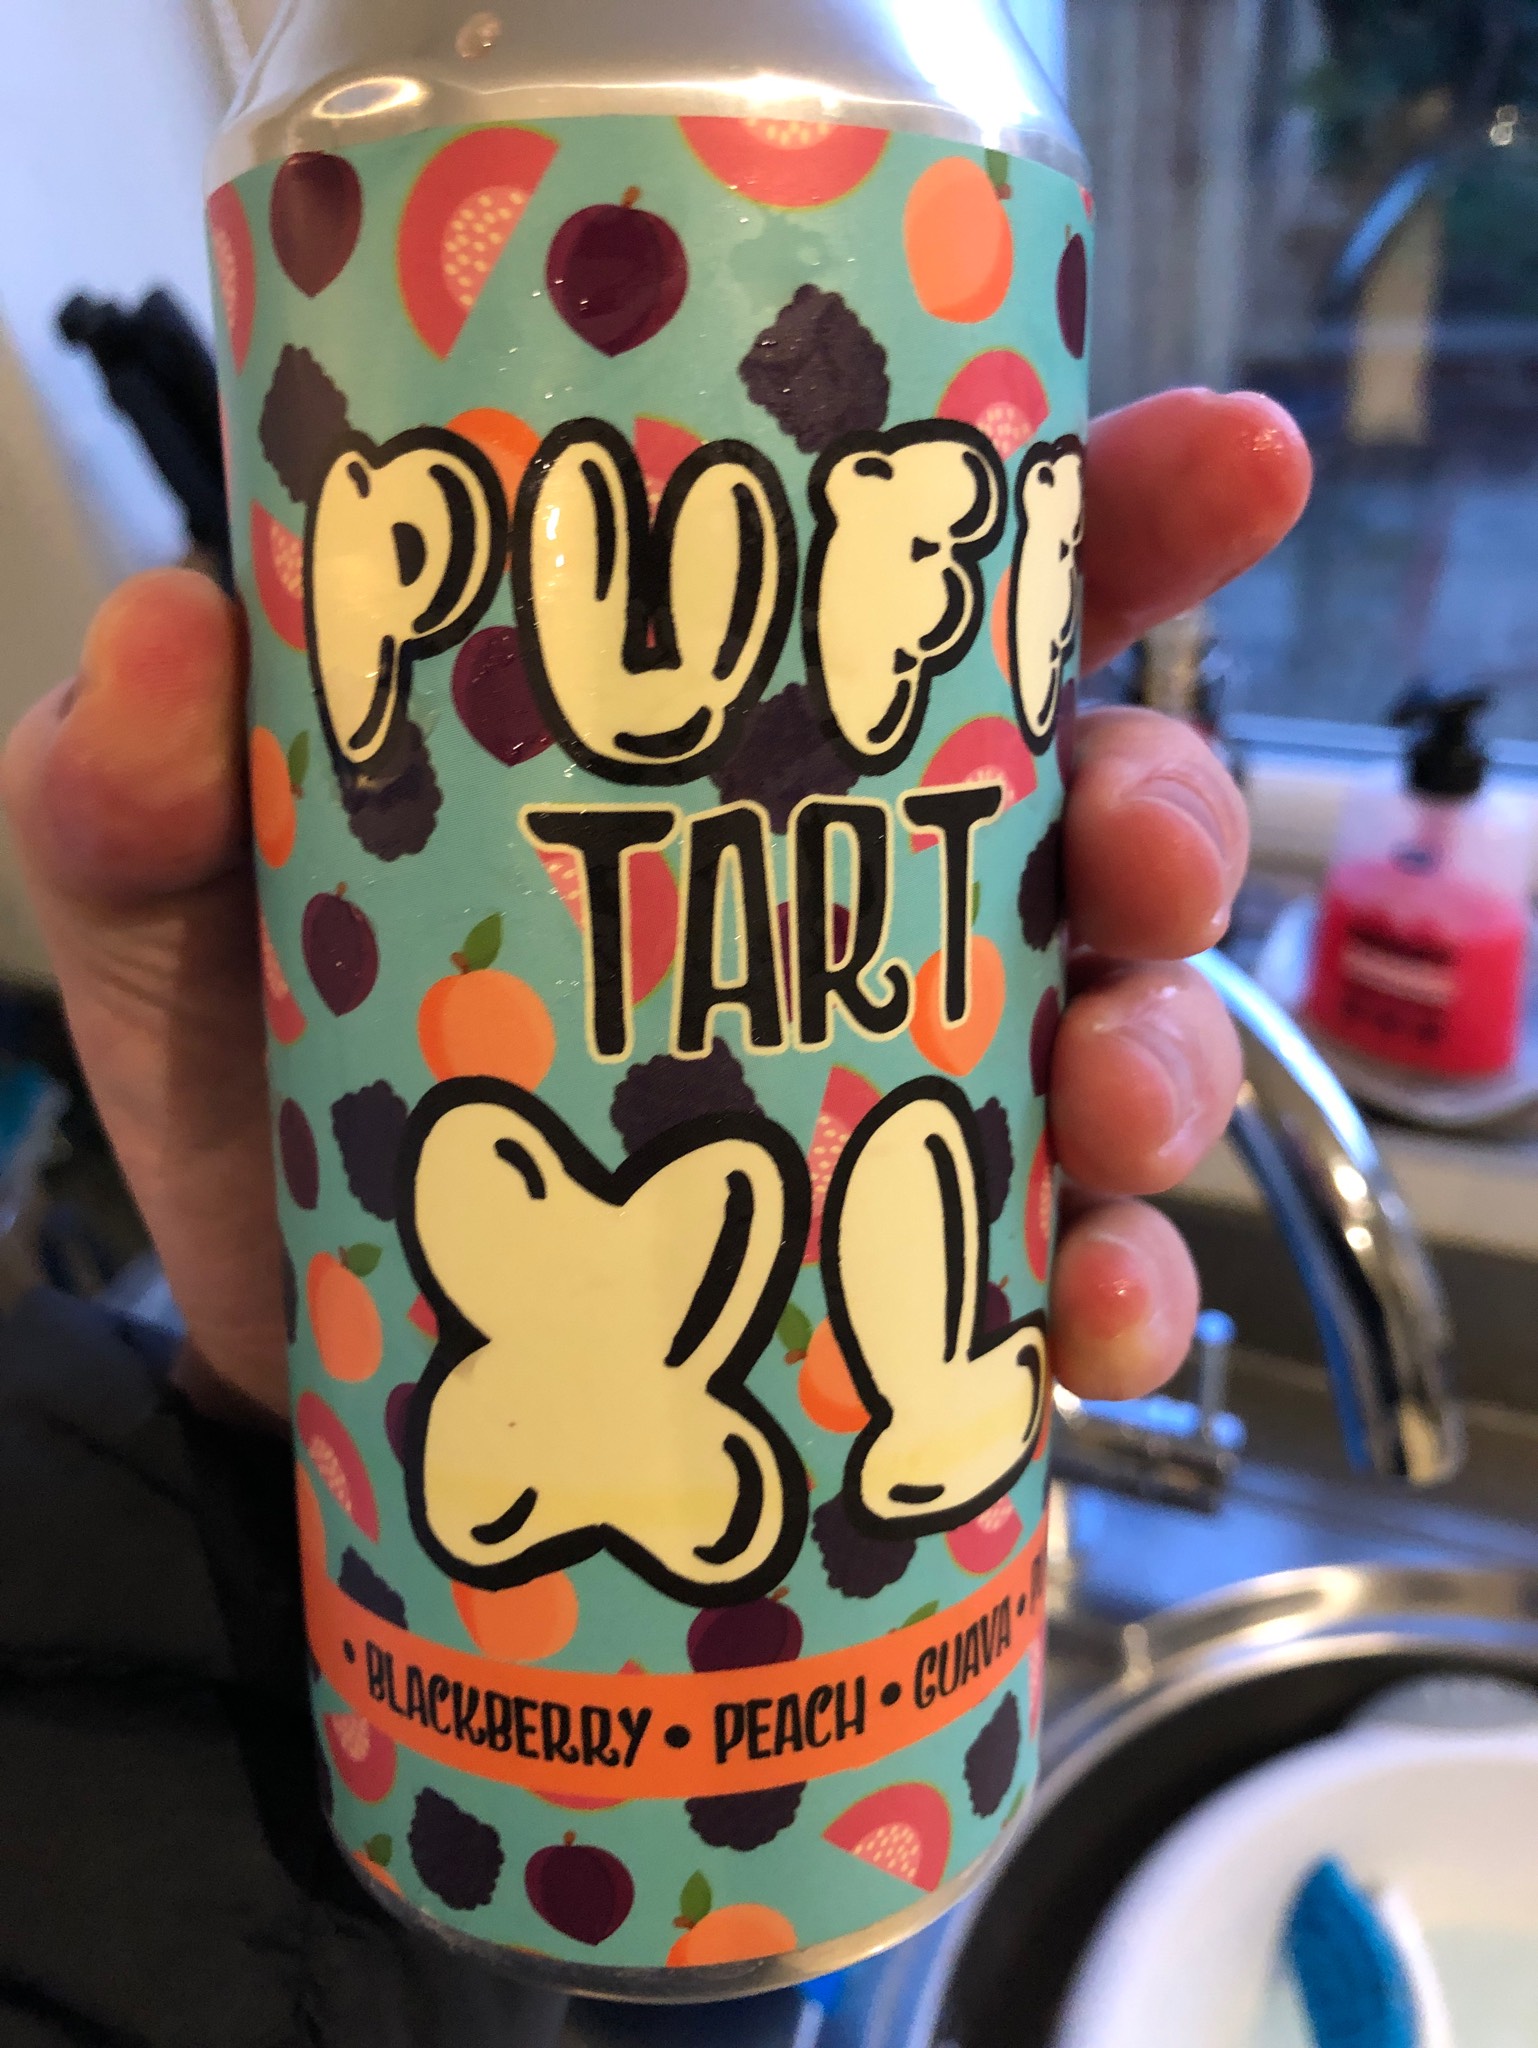 PUFF
TART
XL
• BLACKBERRY • PEACH • GUAVA •